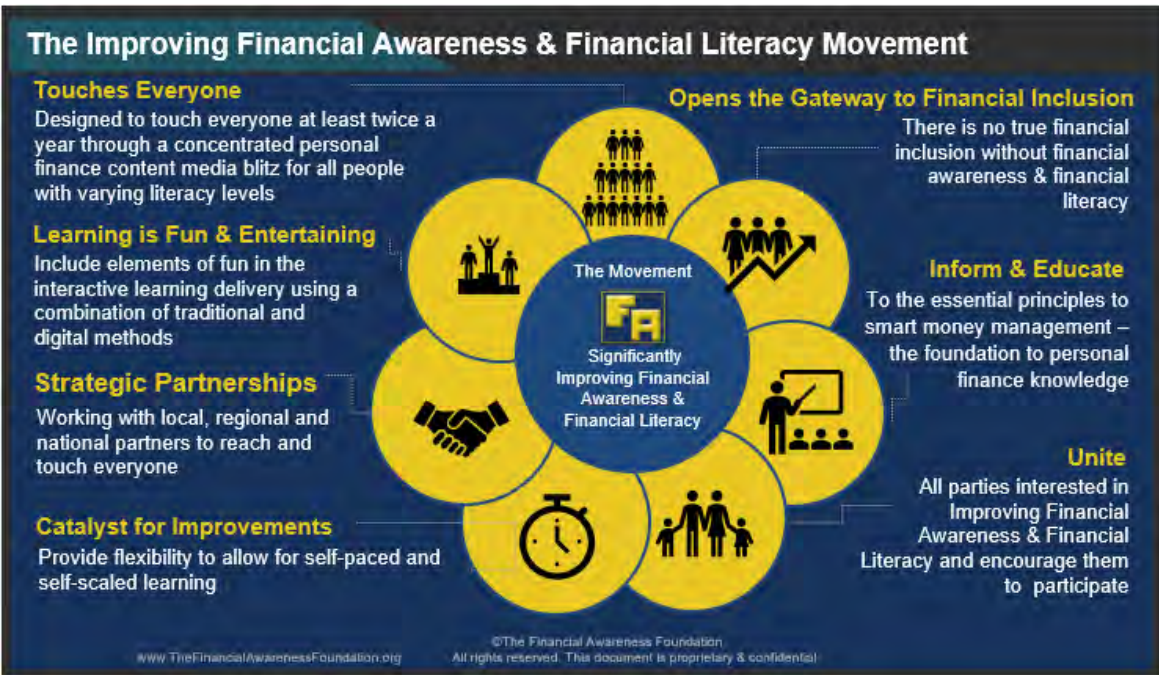 The Improving Financial Awareness & Financial Literacy Movement
Touches Everyone
Designed to touch everyone at least twice a
year through a concentrated personal
finance content media blitz for all people
with varying literacy levels
Learning is Fun & Entertaining
Include elements of fun in the
interactive learning delivery using a
combination of traditional and
digital methods
Strategic Partnerships
Working with local, regional and
national partners to reach and
touch everyone
Catalyst for Improvements
Provide flexibility to allow for self-paced and
self-scaled learning
The Movement
FA
Significantly
Improving Financial
Awareness &
Financial Literacy
Opens the Gateway to Financial Inclusion
There is no true financial
inclusion without financial
awareness & financial
literacy
Inform & Educate
To the essential principles to
smart money management –
the foundation to personal
finance knowledge
Unite
All parties interested in
Improving Financial
Awareness & Financial
Literacy and encourage them
to participate
www.TheFinancialAwarenessFoundation.org
©The Financial Awareness Foundation
All rights reserved. This document is proprietary & confidential